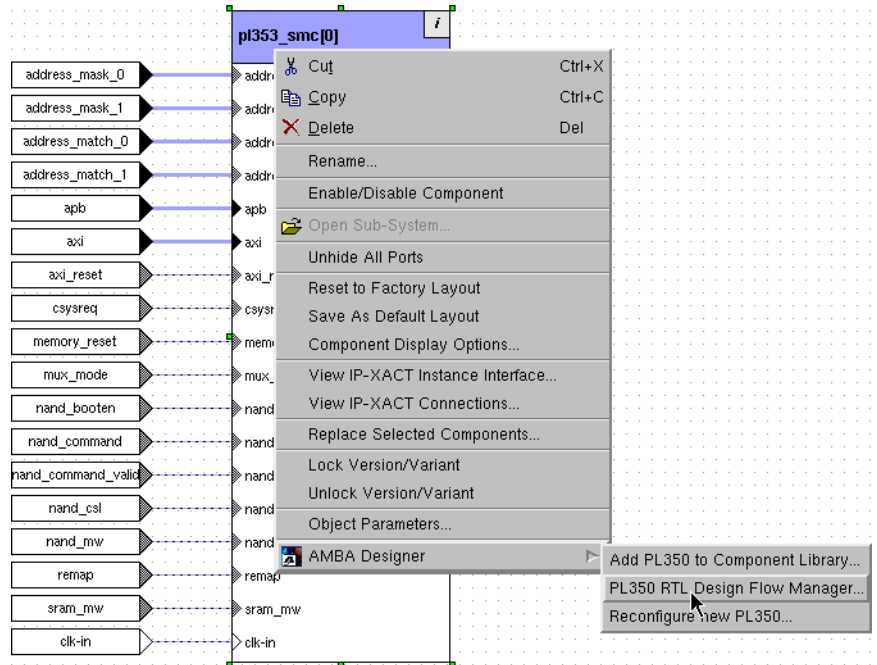 pl353_smc[0]
i
address_mask_0
address_mask_1
address_match_0
address_match_1
apb
axi
axi_reset
csysreq
memory_reset
mux_mode
nand_booten
nand_command
nand_command_valid
nand_csl
nand_mw
remap
sram_mw
clk-in
apb
axi
remap
sram_mw
clk-in
Cut Ctrl+X
Copy Ctrl+C
Delete Del
Rename...
Enable/Disable Component
Open Sub-System...
Unhide All Ports
Reset to Factory Layout
Save As Default Layout
Component Display Options...
View IP-XACT Instance Interface...
View IP-XACT Connections...
Replace Selected Components...
Lock Version/Variant
Unlock Version/Variant
Object Parameters...
AMBA Designer
Add PL350 to Component Library...
PL350 RTL Design Flow Manager...
Reconfigure new PL350...